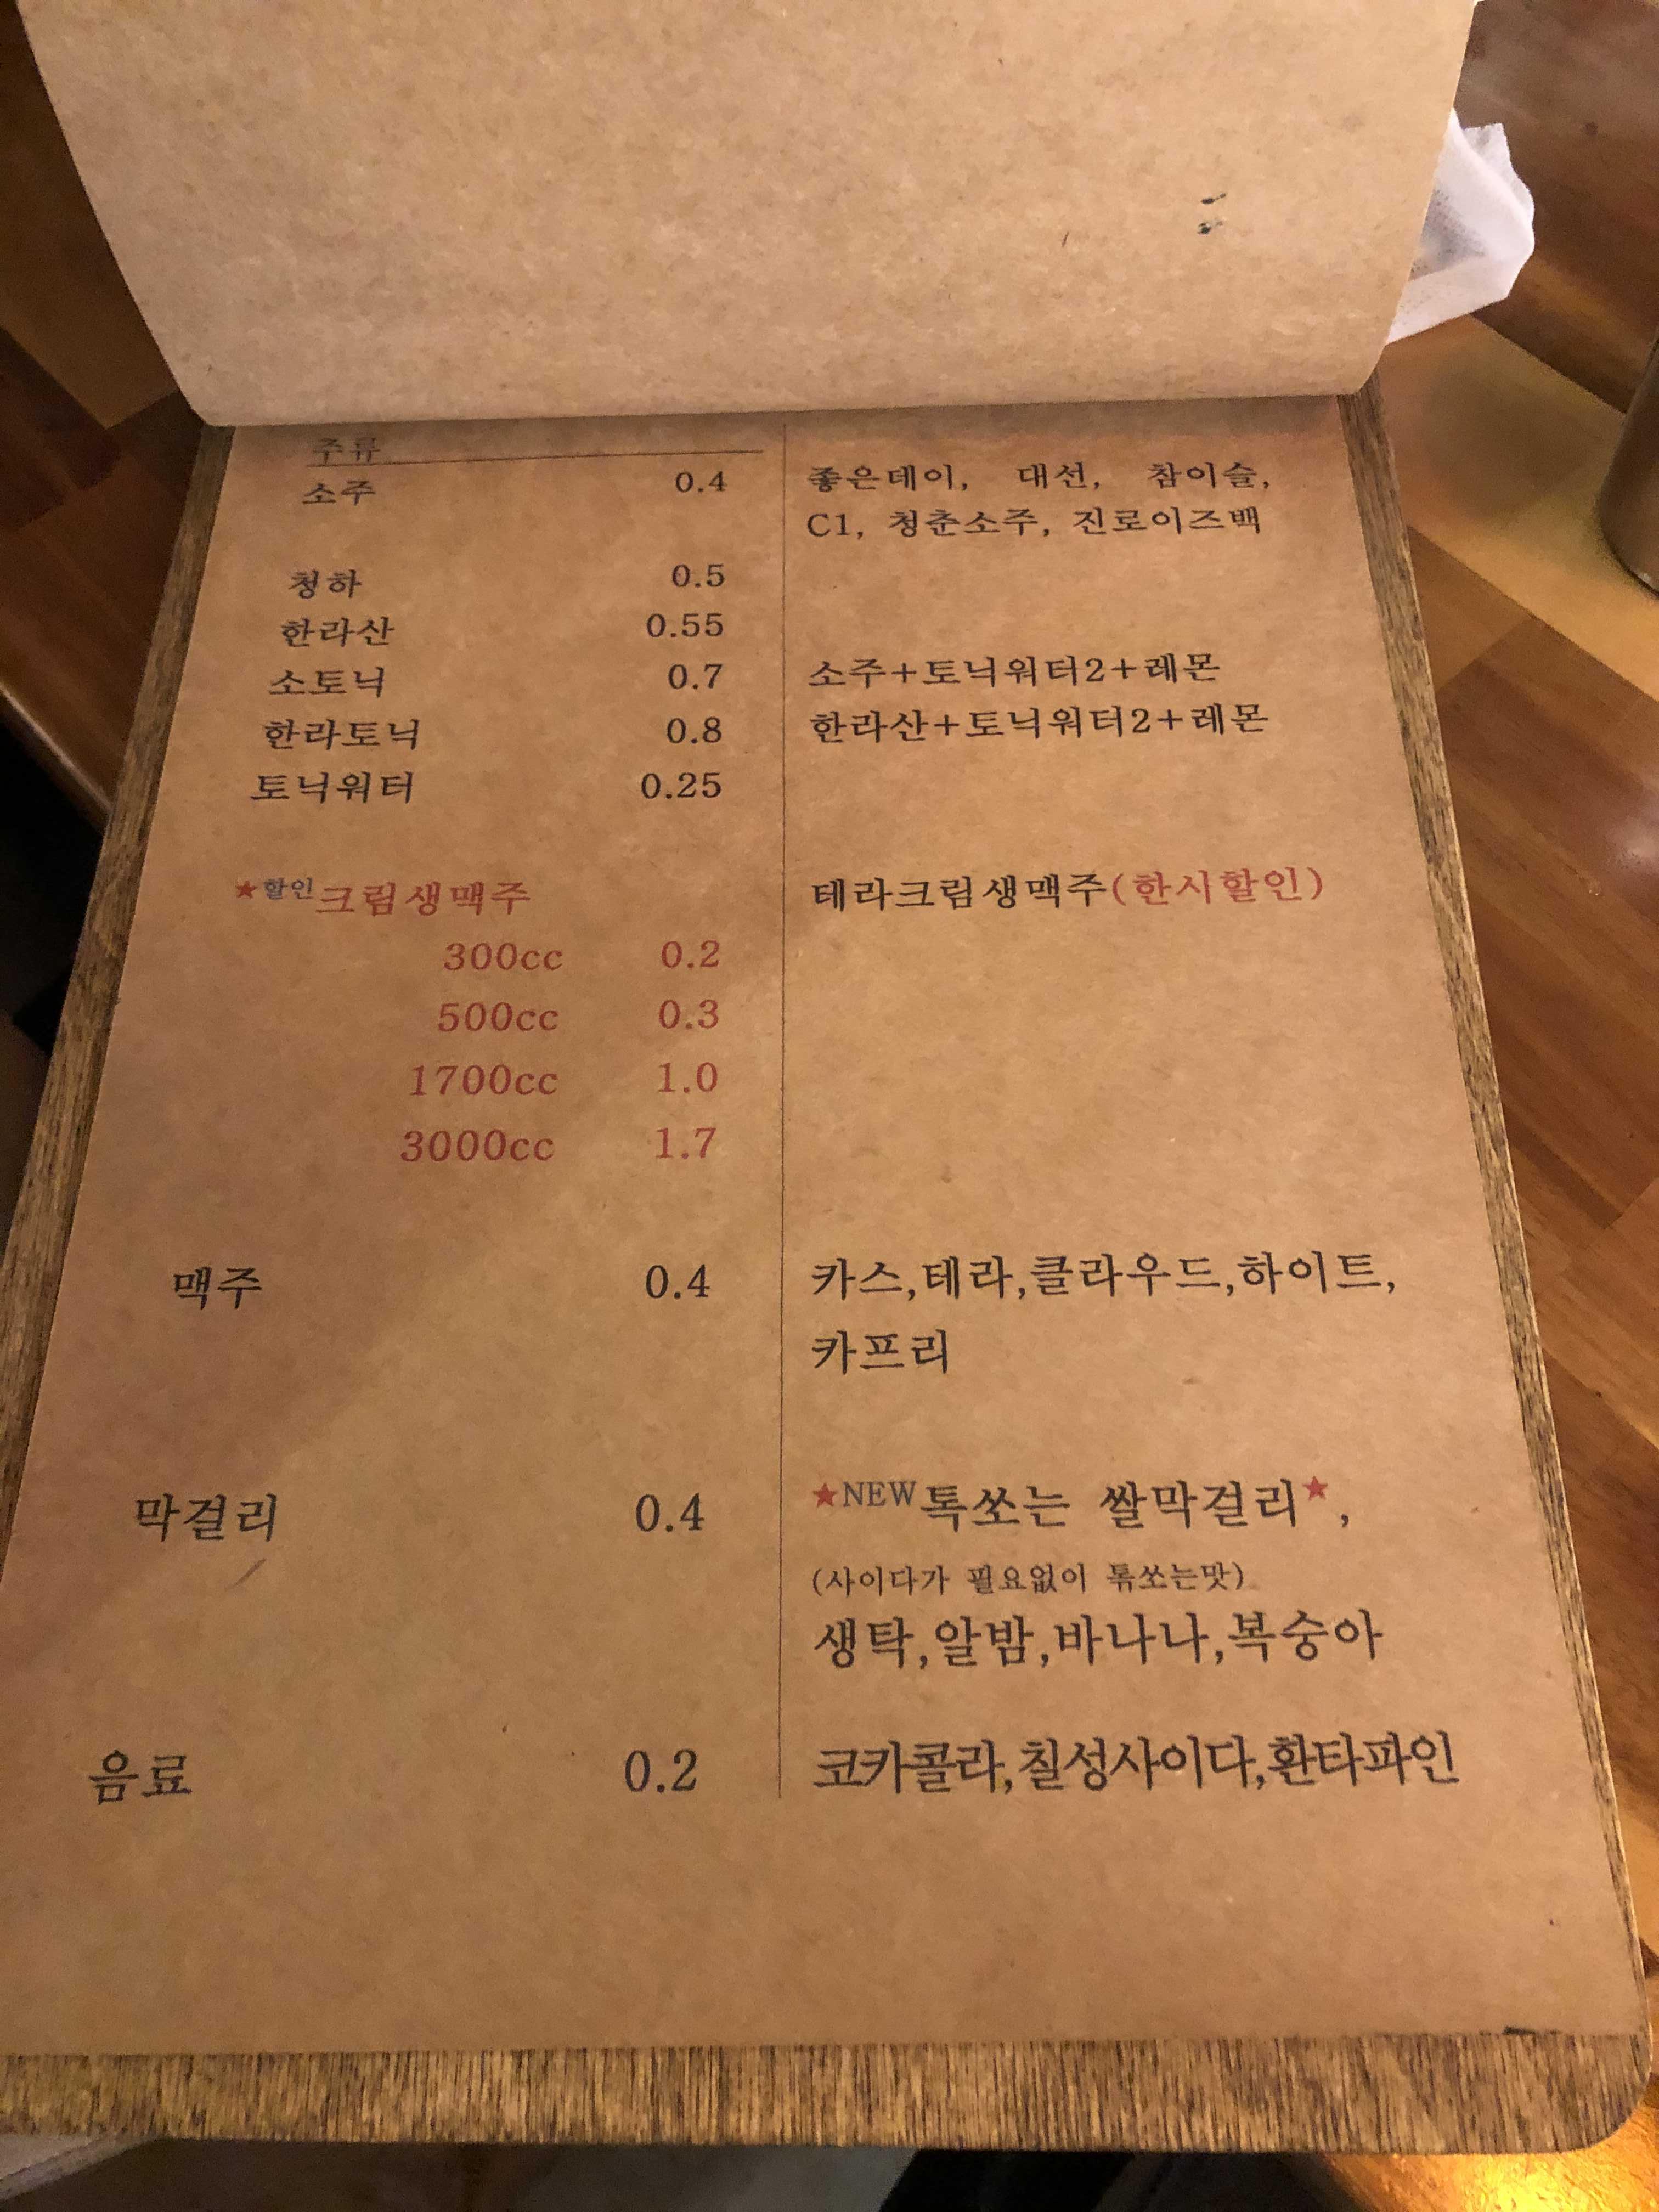 주류
소주 0.4 좋은데이, 대선, 참이슬,
C1, 청춘소주, 진로이즈백
청하 0.5
한라산 0.55
소토닉 0.7 소주+토닉워터2+레몬
한라토닉 0.8 한라산+토닉워터2+레몬
토닉워터 0.25
★할인크림생맥주 테라크림생맥주(한시할인)
300cc 0.2
500cc 0.3
1700cc 1.0
3000cc 1.7
맥주 0.4 카스,테라,클라우드,하이트,
카프리
막걸리 0.4 ★NEW톡쏘는 쌀막걸리★,
(사이다가 필요없이 톢쏘는맛)
생탁,알밤,바나나,복숭아
음료 0.2 코카콜라,칠성사이다,환타파인